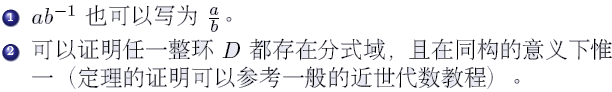 1 ab⁻¹ 也可以写为 a/b。
2 可以证明任一整环 D 都存在分式域，且在同构的意义下惟
一（定理的证明可以参考一般的近世代数教程）。